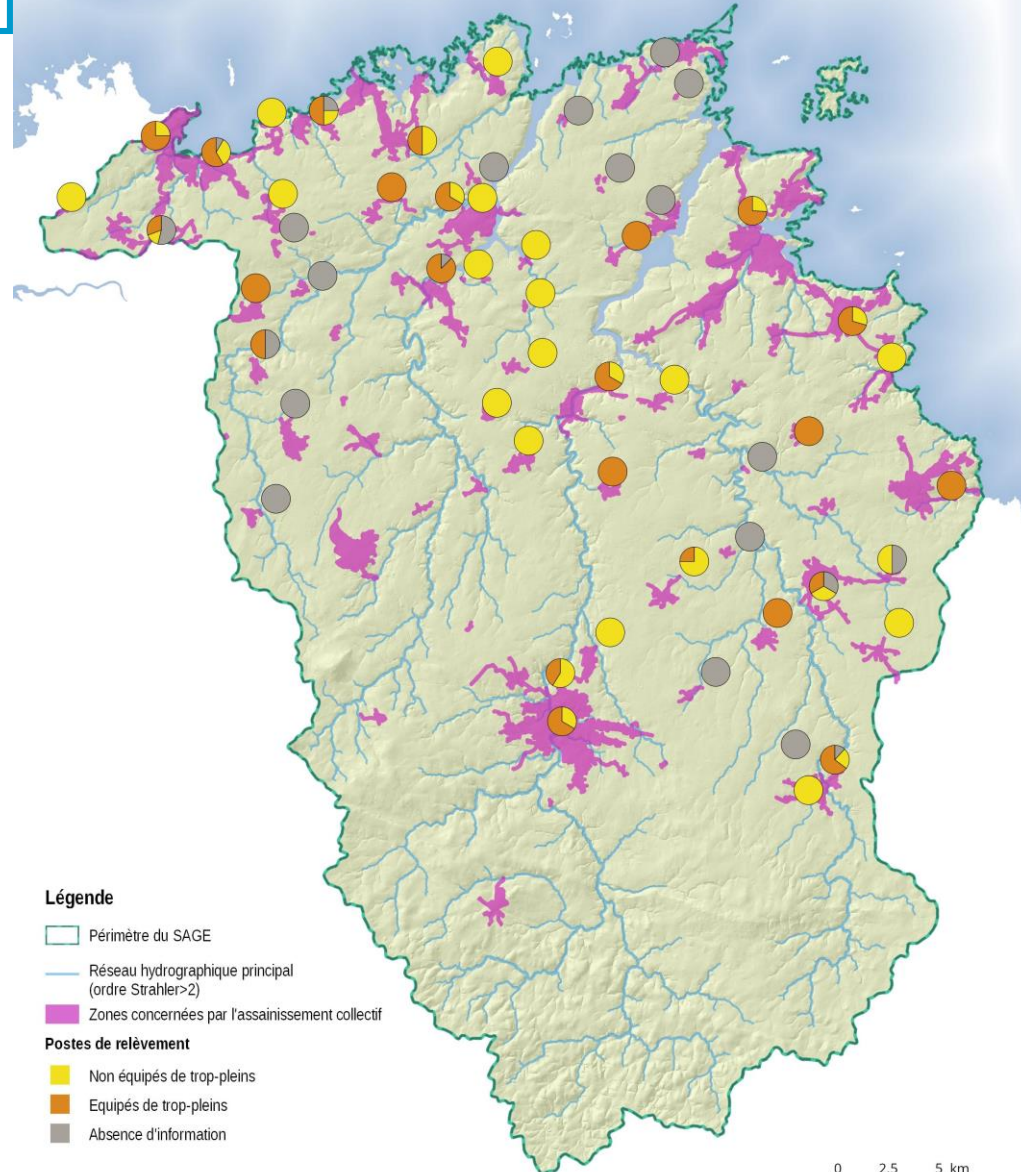 Légende
Périmètre du SAGE
Réseau hydrographique principal
(ordre Strahler>2)
Zones concernées par l'assainissement collectif
Postes de relèvement
Non équipés de trop-pleins
Equipés de trop-pleins
Absence d'information
0 2.5 5 km